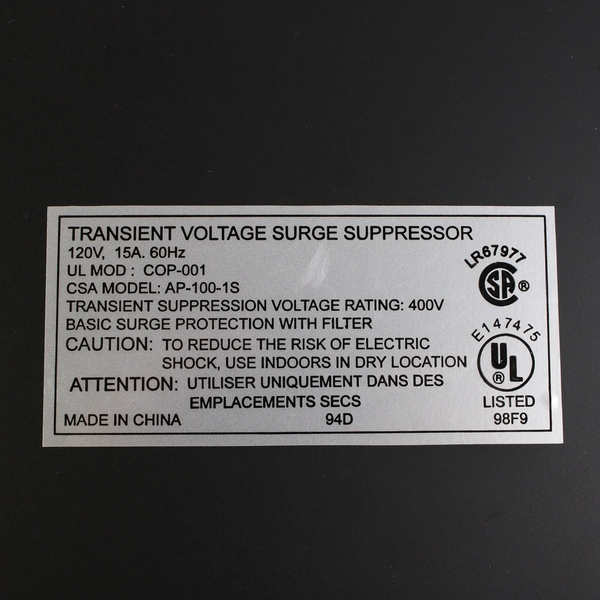 TRANSIENT VOLTAGE SURGE SUPPRESSOR
120V, 15A. 60Hz
UL MOD : COP-001
CSA MODEL: AP-100-1S
TRANSIENT SUPPRESSION VOLTAGE RATING: 400V
BASIC SURGE PROTECTION WITH FILTER
CAUTION: TO REDUCE THE RISK OF ELECTRIC
SHOCK, USE INDOORS IN DRY LOCATION
ATTENTION: UTILISER UNIQUEMENT DANS DES
EMPLACEMENTS SECS
MADE IN CHINA 94D
LR67977
SA ®
E147475
UL ®
LISTED
98F9